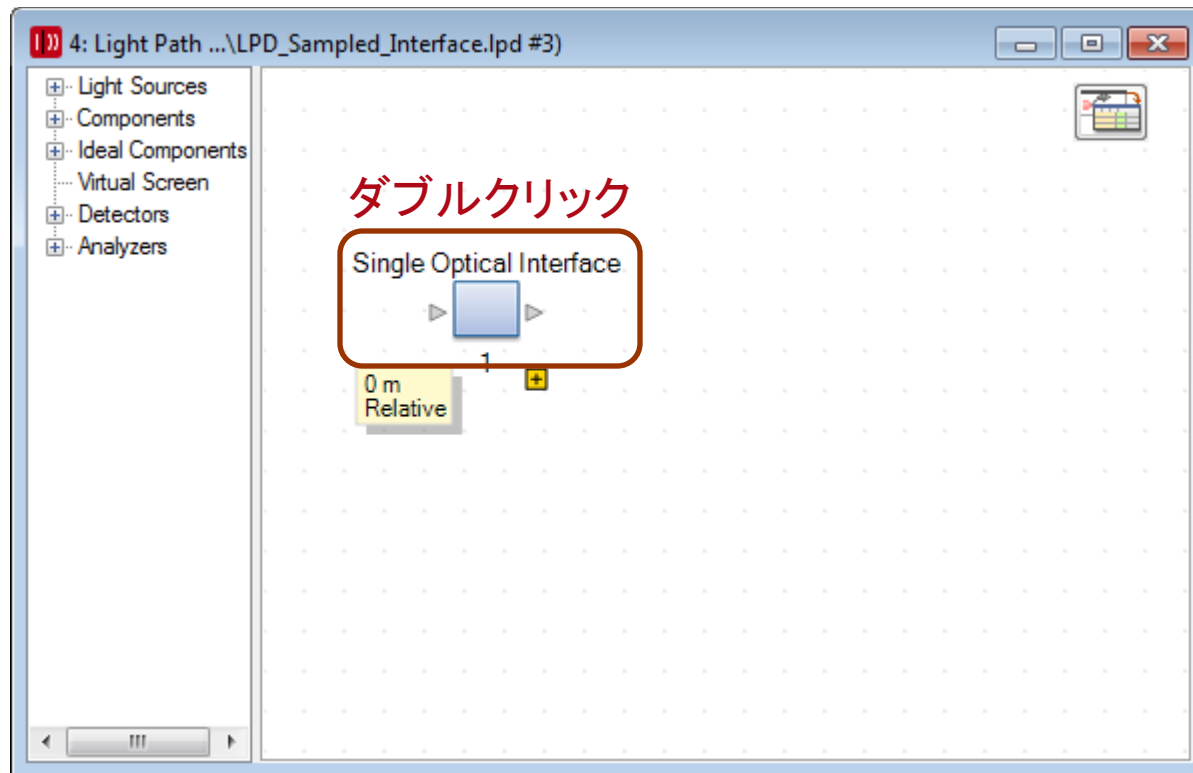 4: Light Path ...\LPD_Sampled_Interface.lpd #3)
Light Sources
Components
Ideal Components
Virtual Screen
Detectors
Analyzers
ダブルクリック
Single Optical Interface
1
0 m
Relative